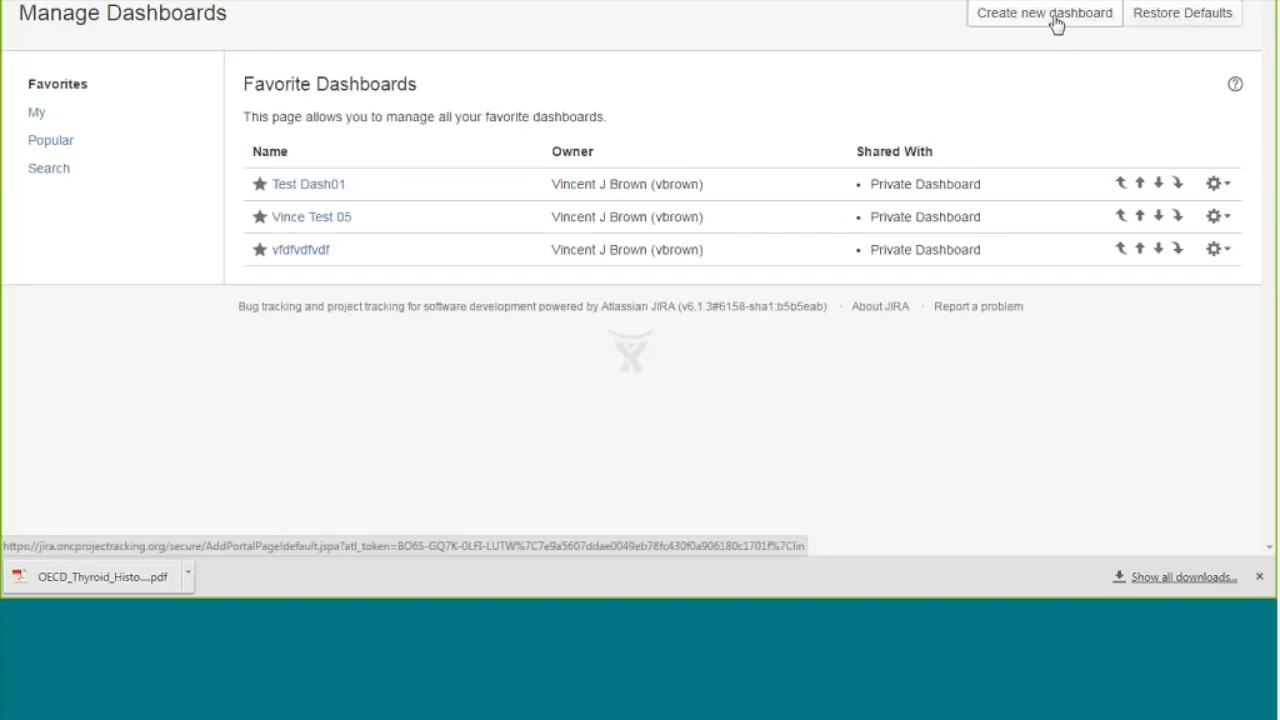 Manage Dashboards
Create new dashboard
Restore Defaults
Favorites
My
Popular
Search
Favorite Dashboards
This page allows you to manage all your favorite dashboards.
Name Owner Shared With
Test Dash01 Vincent J Brown (vbrown) ▪ Private Dashboard
Vince Test 05 Vincent J Brown (vbrown) ▪ Private Dashboard
vfdfvdfvdf Vincent J Brown (vbrown) ▪ Private Dashboard
Bug tracking and project tracking for software development powered by Atlassian JIRA (v6.1.3#6158-sha1:b5b5eab) · About JIRA · Report a problem
OECD_Thyroid_Histo....pdf
Show all downloads...